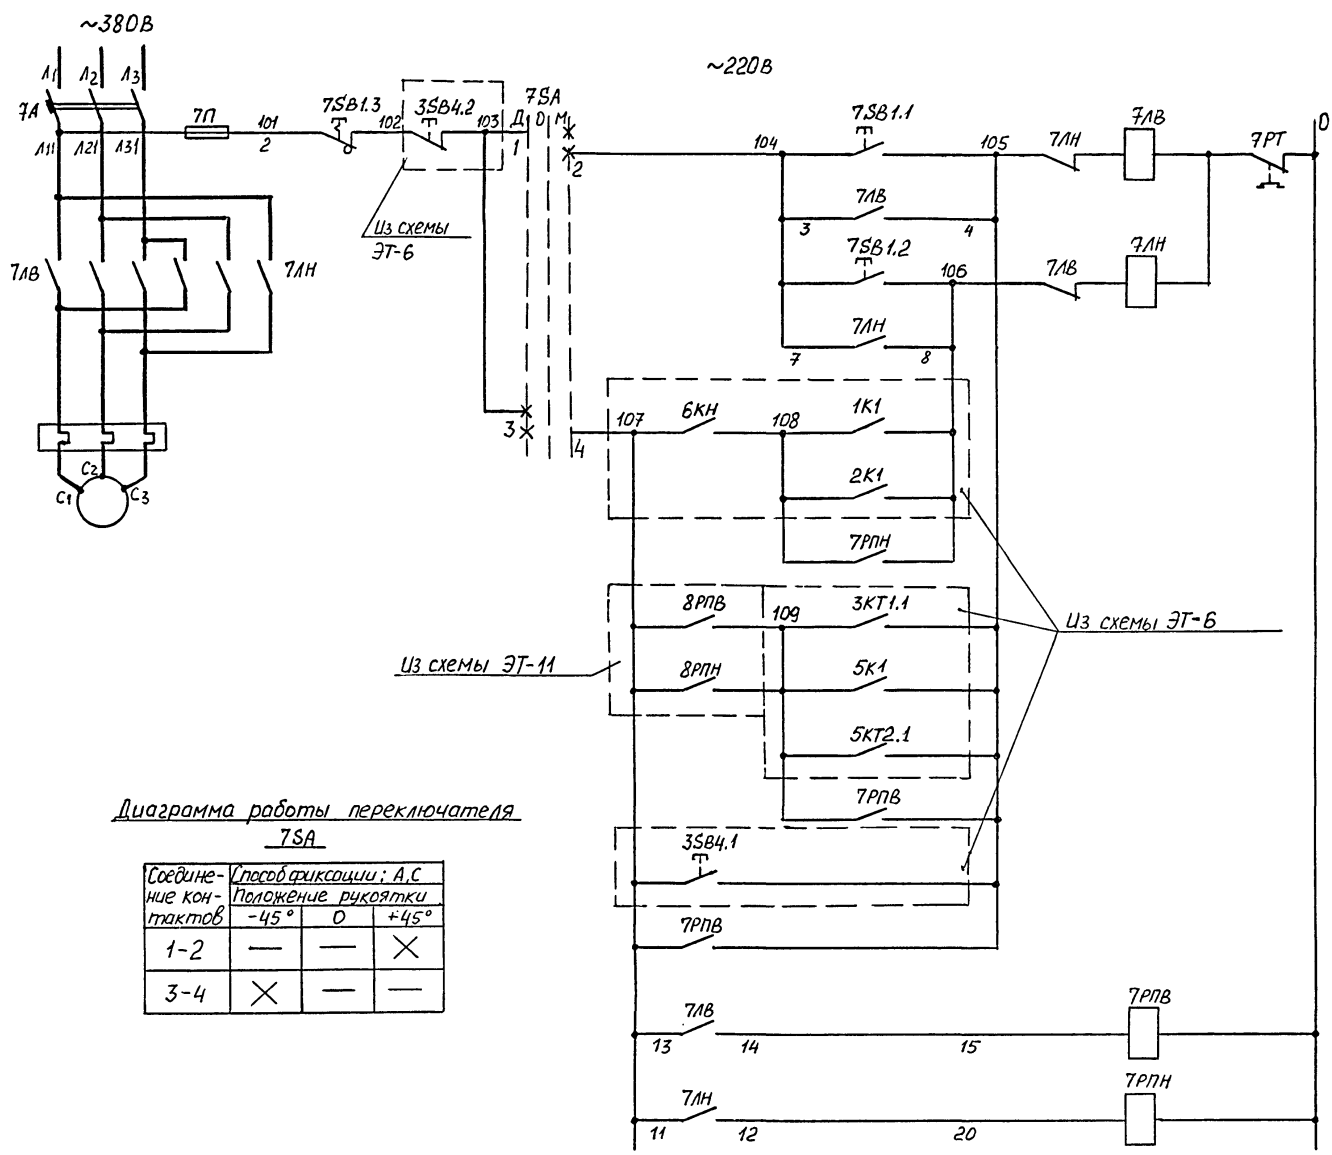 ~380В
Л1 Л2 Л3
7А
Л11 Л21 Л31
7П
101
2
7SB1.3
102
3SB4.2
103
Из схемы
ЭТ-6
7SA
Д О М
1
2
3
4
~220В
104
7SB1.1
105
7ЛН
7ЛВ
7РТ
0
3
7ЛВ
4
7SB1.2
106
7ЛВ
7ЛН
7
7ЛН
8
7ЛВ
7ЛН
С1
С2
С3
107
6КН
108
1К1
2К1
7РПН
8РПВ
109
3КТ1.1
Из схемы ЭТ-6
Из схемы ЭТ-11
8РПН
5К1
5КТ2.1
7РПВ
3SB4.1
7РПВ
13
7ЛВ
14
15
7РПВ
11
7ЛН
12
20
7РПН
Диаграмма работы переключателя
7SA
Соедине-
ние кон-
тактов
Способ фиксации; А,С
Положение рукоятки
-45° 0 +45°
1-2 — — X
3-4 X — —